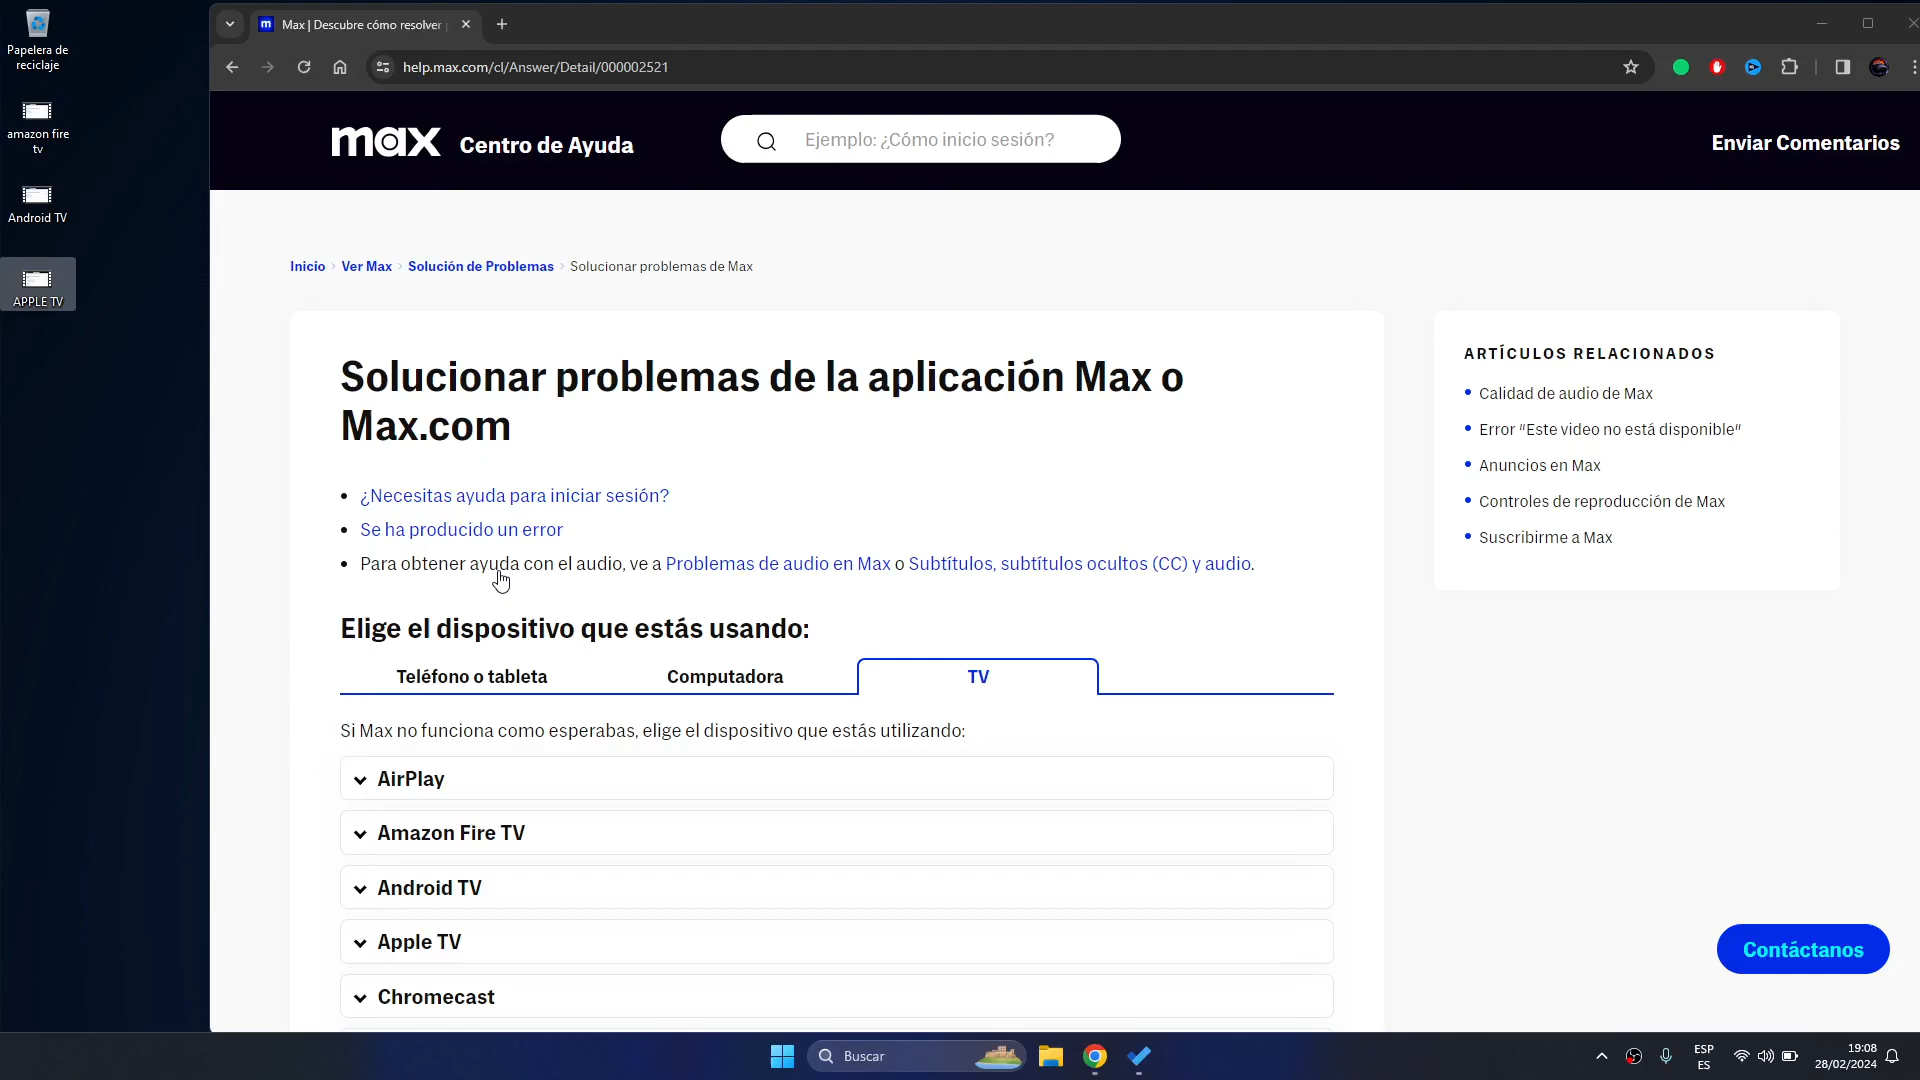 Papelera de
reciclaje
amazon fire
tv
Android TV
APPLE TV
m Max | Descubre cómo resolver
help.max.com/cl/Answer/Detail/000002521
max Centro de Ayuda
Ejemplo: ¿Cómo inicio sesión?
Enviar Comentarios
Inicio › Ver Max › Solución de Problemas › Solucionar problemas de Max
Solucionar problemas de la aplicación Max o
Max.com
• ¿Necesitas ayuda para iniciar sesión?
• Se ha producido un error
• Para obtener ayuda con el audio, ve a Problemas de audio en Max o Subtítulos, subtítulos ocultos (CC) y audio.
Elige el dispositivo que estás usando:
Teléfono o tableta Computadora TV
Si Max no funciona como esperabas, elige el dispositivo que estás utilizando:
AirPlay
Amazon Fire TV
Android TV
Apple TV
Chromecast
ARTÍCULOS RELACIONADOS
• Calidad de audio de Max
• Error "Este video no está disponible"
• Anuncios en Max
• Controles de reproducción de Max
• Suscribirme a Max
Contáctanos
Buscar
ESP
ES
19:08
28/02/2024